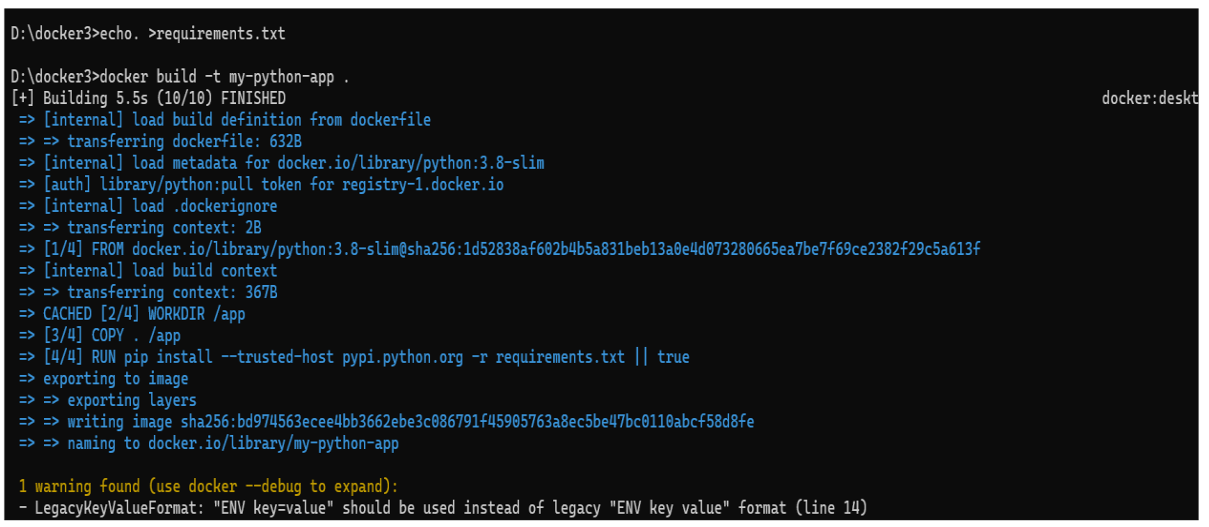 D:\docker3>echo. >requirements.txt
D:\docker3>docker build -t my-python-app .
[+] Building 5.5s (10/10) FINISHED docker:deskt
=> [internal] load build definition from dockerfile
=> => transferring dockerfile: 632B
=> [internal] load metadata for docker.io/library/python:3.8-slim
=> [auth] library/python:pull token for registry-1.docker.io
=> [internal] load .dockerignore
=> => transferring context: 2B
=> [1/4] FROM docker.io/library/python:3.8-slim@sha256:1d52838af602b4b5a831beb13a0e4d073280665ea7be7f69ce2382f29c5a613f
=> [internal] load build context
=> => transferring context: 367B
=> CACHED [2/4] WORKDIR /app
=> [3/4] COPY . /app
=> [4/4] RUN pip install --trusted-host pypi.python.org -r requirements.txt || true
=> exporting to image
=> => exporting layers
=> => writing image sha256:bd974563ecee4bb3662ebe3c086791f45905763a8ec5be47bc0110abcf58d8fe
=> => naming to docker.io/library/my-python-app
1 warning found (use docker --debug to expand):
- LegacyKeyValueFormat: "ENV key=value" should be used instead of legacy "ENV key value" format (line 14)